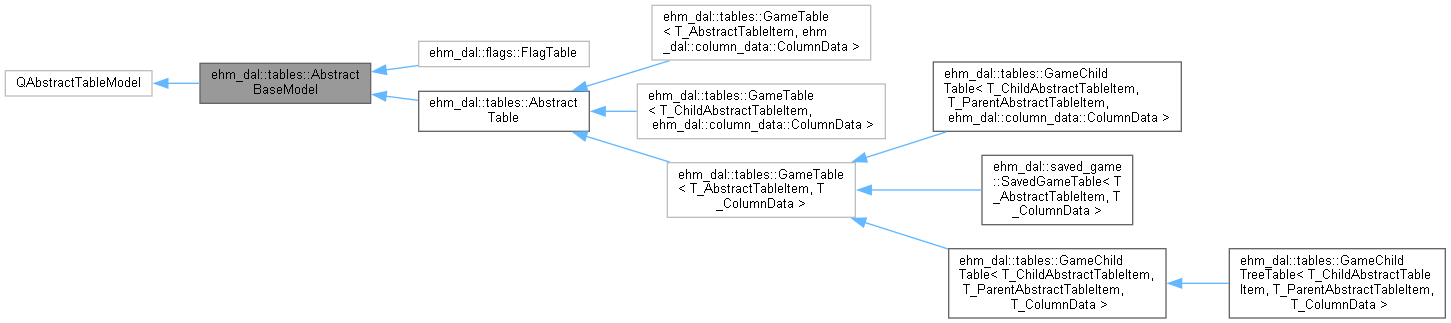 QAbstractTableModel
ehm_dal::tables::Abstract
BaseModel
ehm_dal::flags::FlagTable
ehm_dal::tables::Abstract
Table
ehm_dal::tables::GameTable
< T_AbstractTableItem, ehm
_dal::column_data::ColumnData >
ehm_dal::tables::GameTable
< T_ChildAbstractTableItem,
ehm_dal::column_data::ColumnData >
ehm_dal::tables::GameTable
< T_AbstractTableItem, T
_ColumnData >
ehm_dal::tables::GameChild
Table< T_ChildAbstractTableItem,
T_ParentAbstractTableItem,
ehm_dal::column_data::ColumnData >
ehm_dal::saved_game
::SavedGameTable< T
_AbstractTableItem, T
_ColumnData >
ehm_dal::tables::GameChild
Table< T_ChildAbstractTableItem,
T_ParentAbstractTableItem,
T_ColumnData >
ehm_dal::tables::GameChild
TreeTable< T_ChildAbstractTable
Item, T_ParentAbstractTableItem,
T_ColumnData >